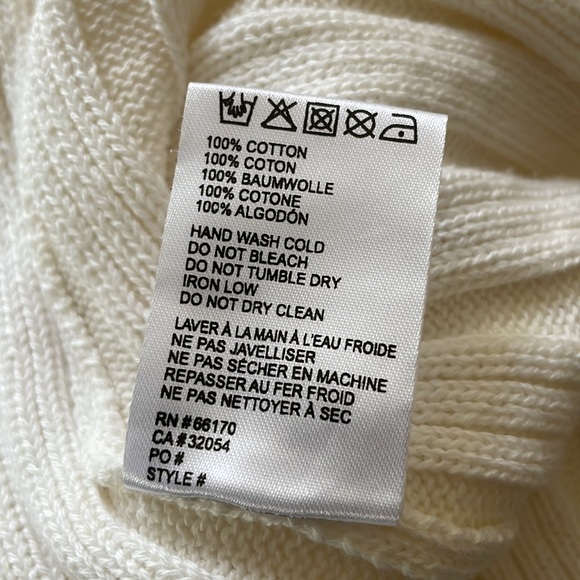 100% COTTON
100% COTON
100% BAUMWOLLE
100% COTONE
100% ALGODÓN
HAND WASH COLD
DO NOT BLEACH
DO NOT TUMBLE DRY
IRON LOW
DO NOT DRY CLEAN
LAVER À LA MAIN À L'EAU FROIDE
NE PAS JAVELLISER
NE PAS SÉCHER EN MACHINE
REPASSER AU FER FROID
NE PAS NETTOYER À SEC
RN #66170
CA #32054
PO #
STYLE #